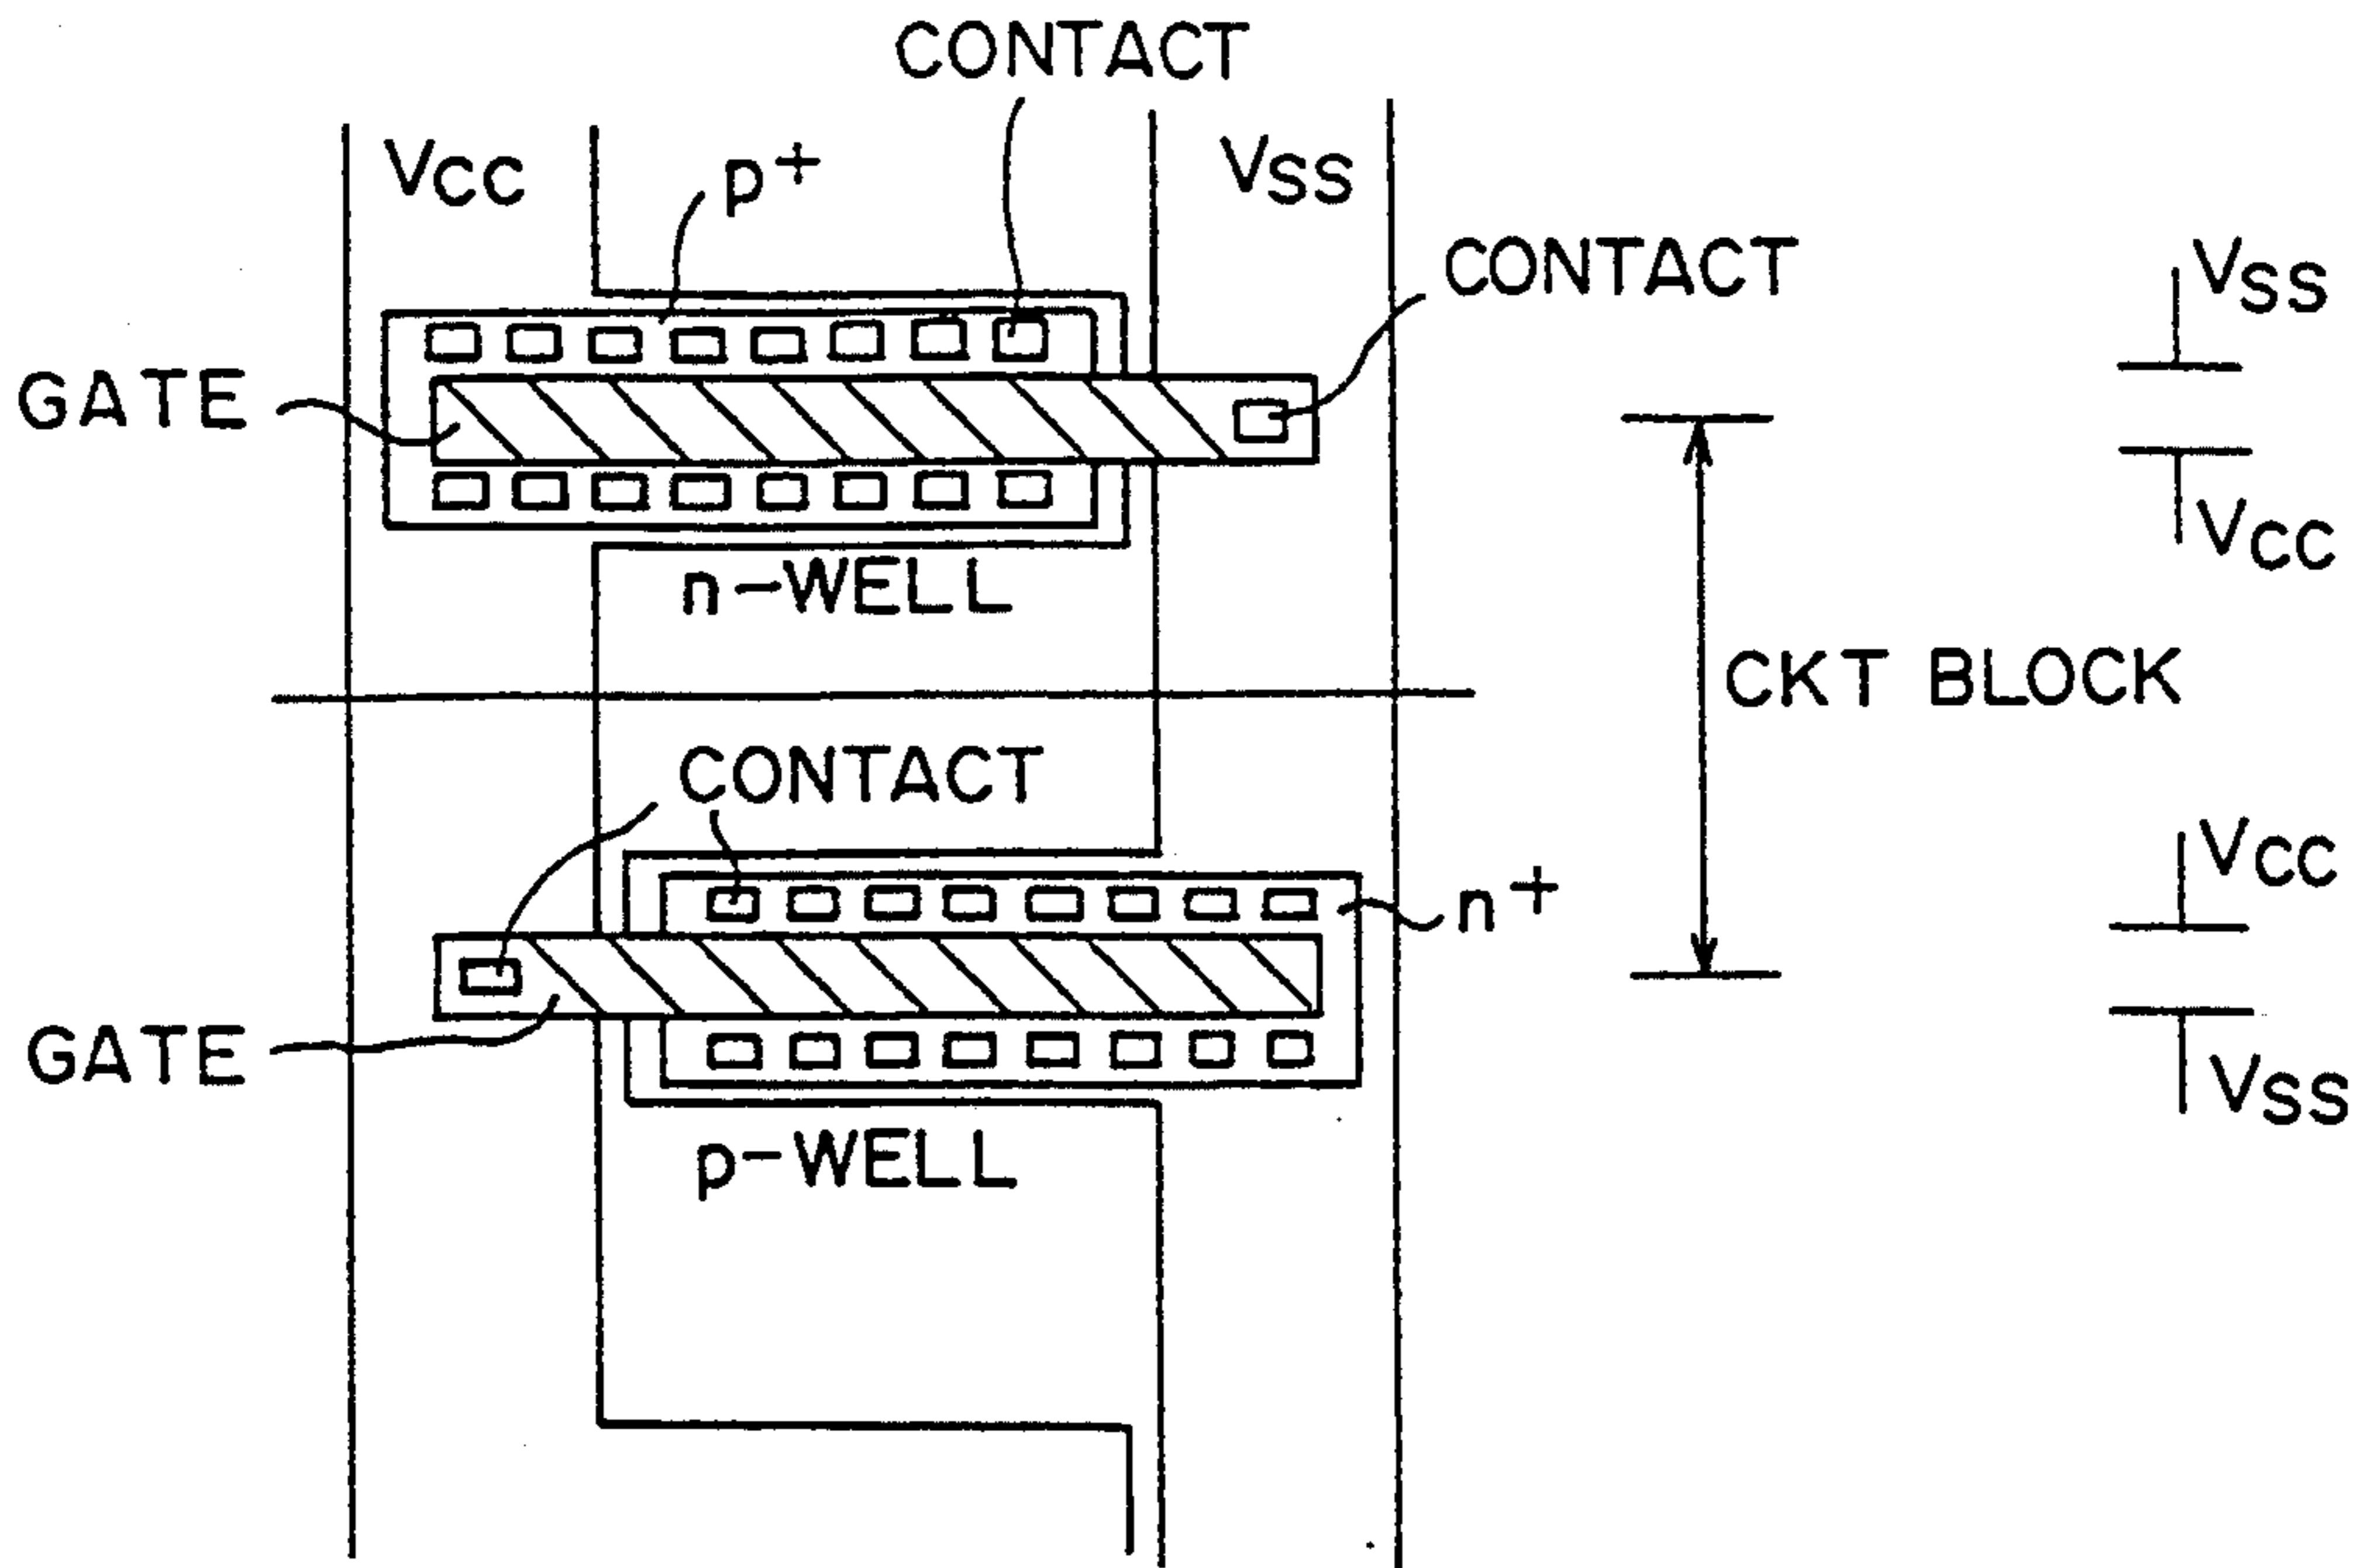 CONTACT
VCC
p+
VSS
CONTACT
VSS
GATE
VCC
n-WELL
CKT BLOCK
CONTACT
VCC
n+
GATE
VSS
p-WELL